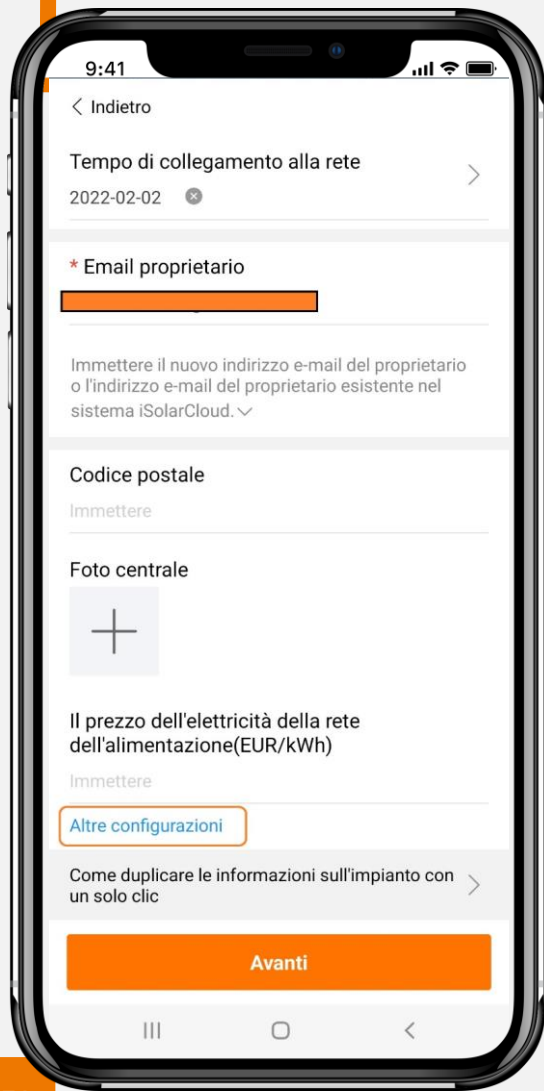 9:41
Indietro
Tempo di collegamento alla rete
2022-02-02
* Email proprietario
Immettere il nuovo indirizzo e-mail del proprietario
o l'indirizzo e-mail del proprietario esistente nel
sistema iSolarCloud.
Codice postale
Immettere
Foto centrale
Il prezzo dell'elettricità della rete
dell'alimentazione(EUR/kWh)
Immettere
Altre configurazioni
Come duplicare le informazioni sull'impianto con
un solo clic
Avanti